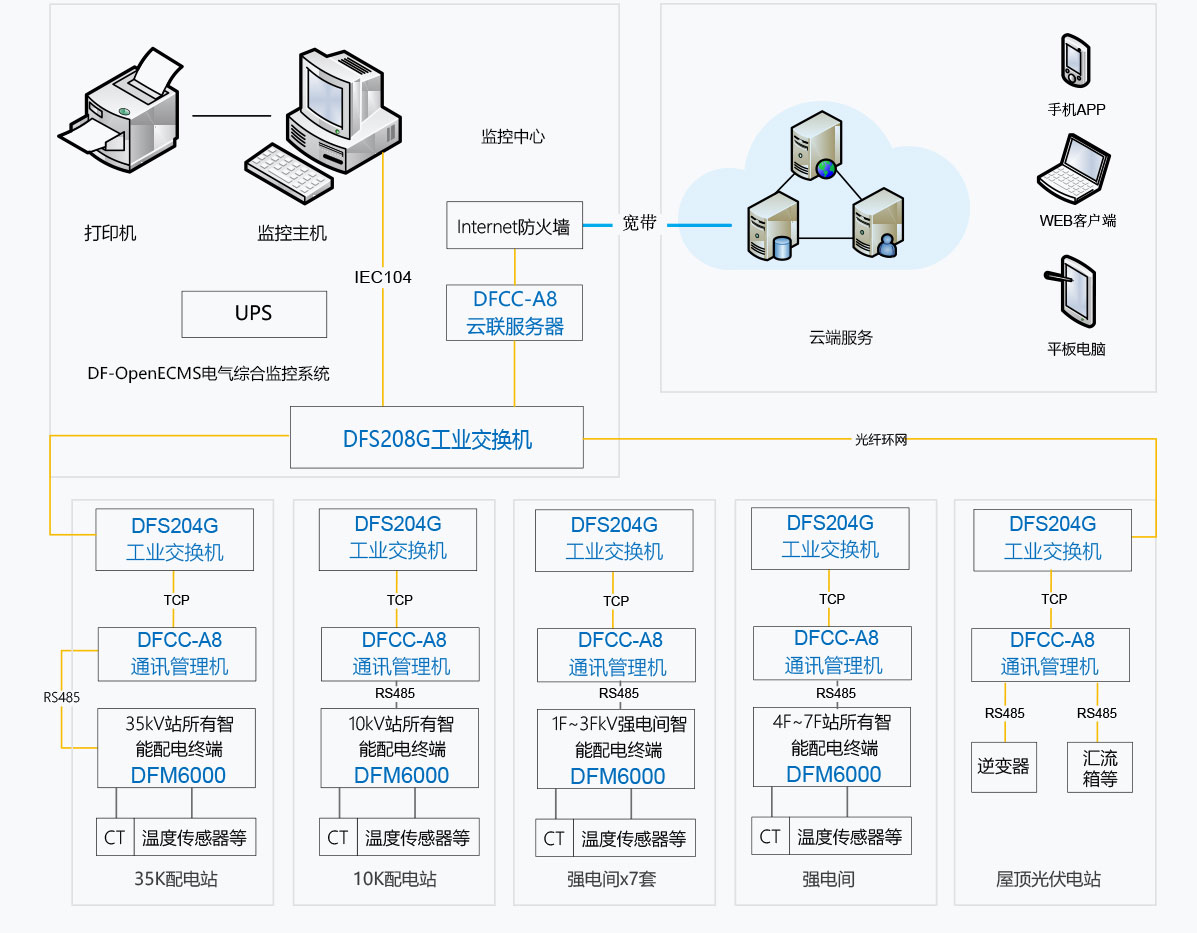 手机APP
监控中心
打印机
监控主机
Internet防火墙
宽带
WEB客户端
IEC104
UPS
DFCC-A8
云联服务器
云端服务
平板电脑
DF-OpenECMS电气综合监控系统
DFS208G工业交换机
光纤环网
DFS204G
工业交换机
TCP
DFCC-A8
通讯管理机
RS485
35kV站所有智
能配电终端
DFM6000
CT
温度传感器等
35K配电站
DFS204G
工业交换机
TCP
DFCC-A8
通讯管理机
RS485
10kV站所有智
能配电终端
DFM6000
CT
温度传感器等
10K配电站
DFS204G
工业交换机
TCP
DFCC-A8
通讯管理机
RS485
1F~3FkV强电间智
能配电终端
DFM6000
CT
温度传感器等
强电间x7套
DFS204G
工业交换机
TCP
DFCC-A8
通讯管理机
RS485
4F~7F站所有智
能配电终端
DFM6000
CT
温度传感器等
强电间
DFS204G
工业交换机
TCP
DFCC-A8
通讯管理机
RS485
RS485
逆变器
汇流
箱等
屋顶光伏电站